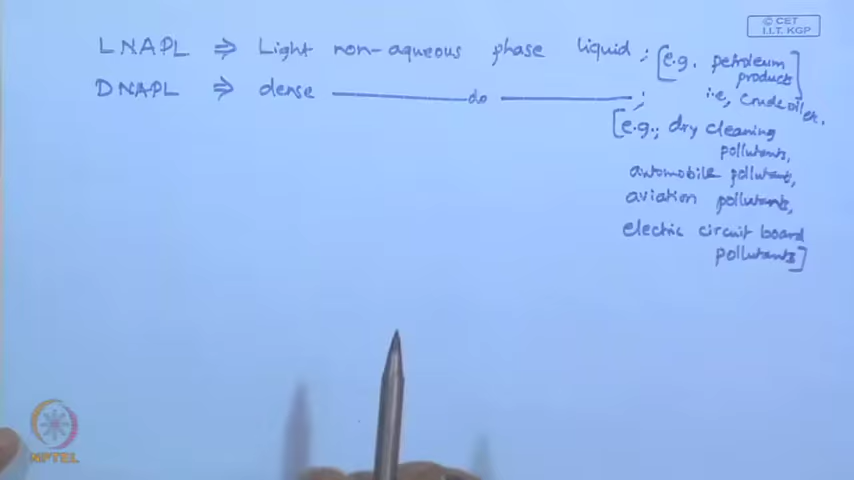 © CET
I.I.T. KGP
LNAPL ⇒ Light non-aqueous phase liquid ; [e.g. petroleum
products]
i.e, crude oil etc.
DNAPL ⇒ dense ———do ——— ;
[e.g., dry cleaning
pollutants,
automobile pollutant,
aviation pollutants,
electric circuit board
pollutants]
NPTEL